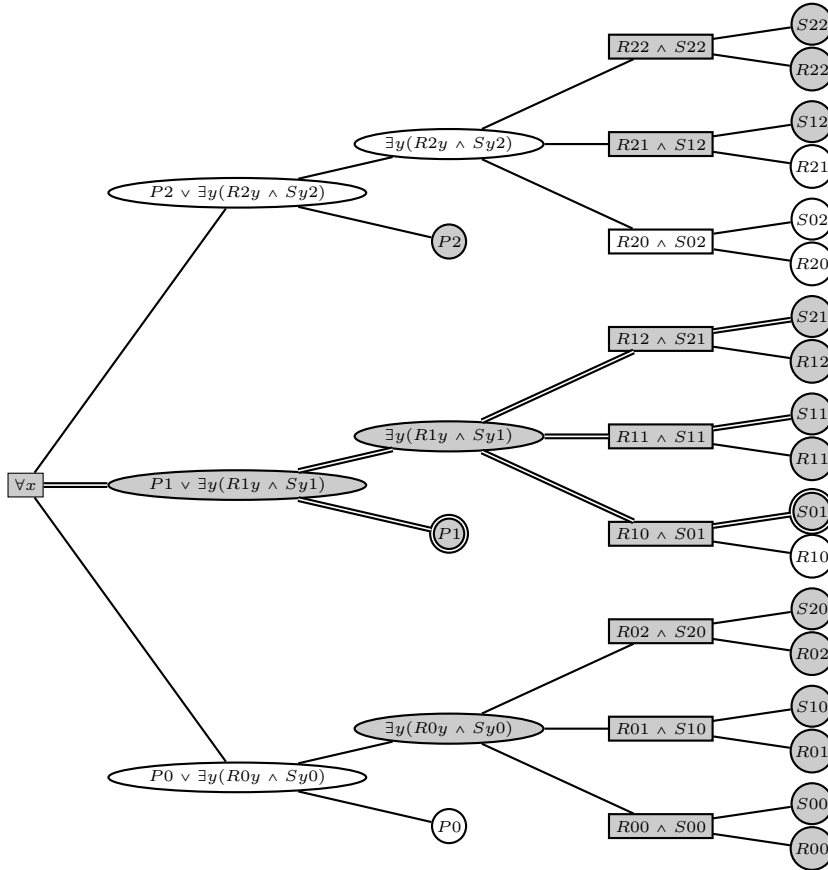 S22
R22 ∧ S22
R22
S12
∃y(R2y ∧ Sy2)
R21 ∧ S12
R21
P2 ∨ ∃y(R2y ∧ Sy2)
S02
P2
R20 ∧ S02
R20
S21
R12 ∧ S21
R12
S11
∃y(R1y ∧ Sy1)
R11 ∧ S11
R11
∀x
P1 ∨ ∃y(R1y ∧ Sy1)
S01
P1
R10 ∧ S01
R10
S20
R02 ∧ S20
R02
S10
∃y(R0y ∧ Sy0)
R01 ∧ S10
R01
P0 ∨ ∃y(R0y ∧ Sy0)
S00
P0
R00 ∧ S00
R00